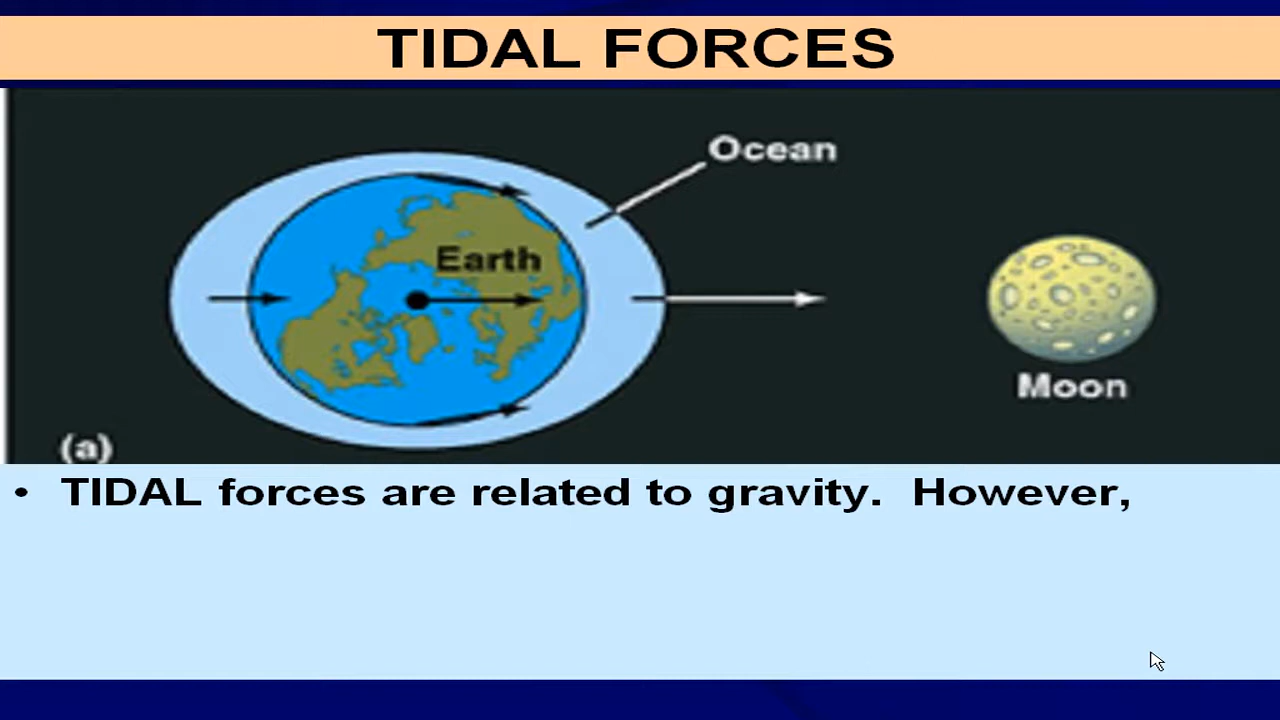 TIDAL FORCES
Ocean
Earth
Moon
(a)
• TIDAL forces are related to gravity. However,